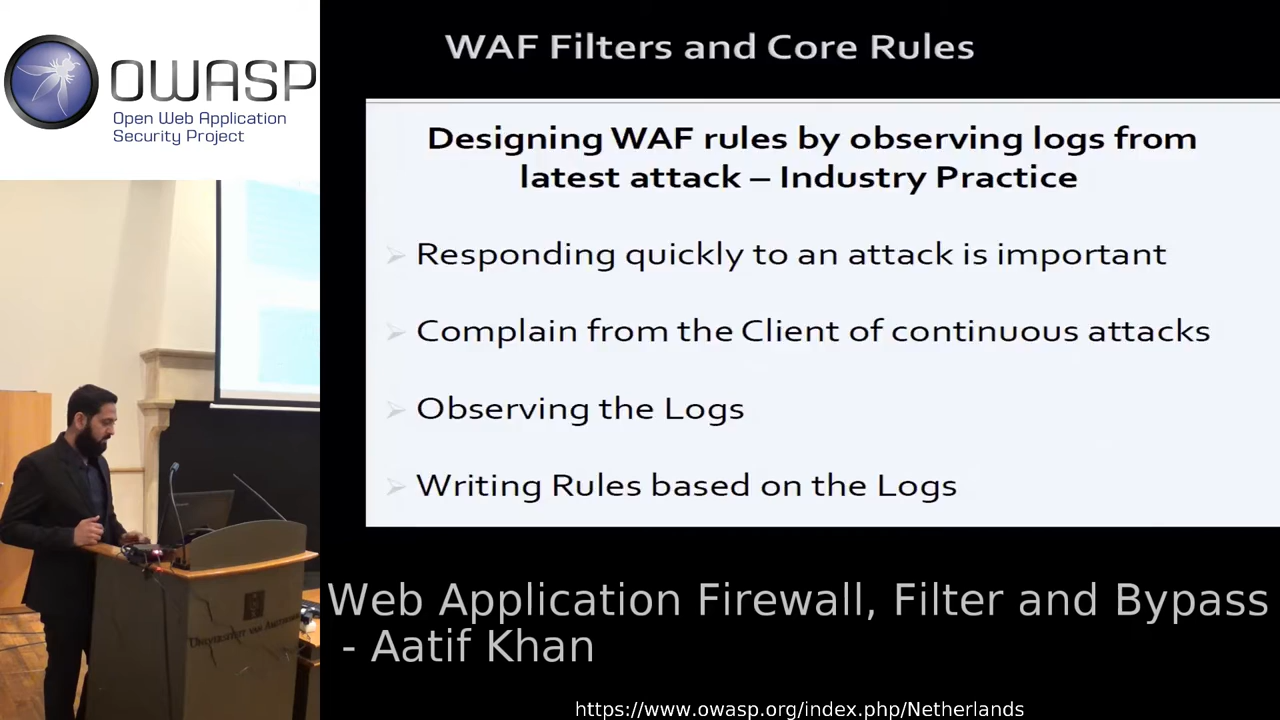 OWASP
Open Web Application
Security Project
WAF Filters and Core Rules
Designing WAF rules by observing logs from
latest attack – Industry Practice
Responding quickly to an attack is important
Complain from the Client of continuous attacks
Observing the Logs
Writing Rules based on the Logs
UNIVERSITEIT VAN AMSTERDAM
Web Application Firewall, Filter and Bypass
- Aatif Khan
https://www.owasp.org/index.php/Netherlands